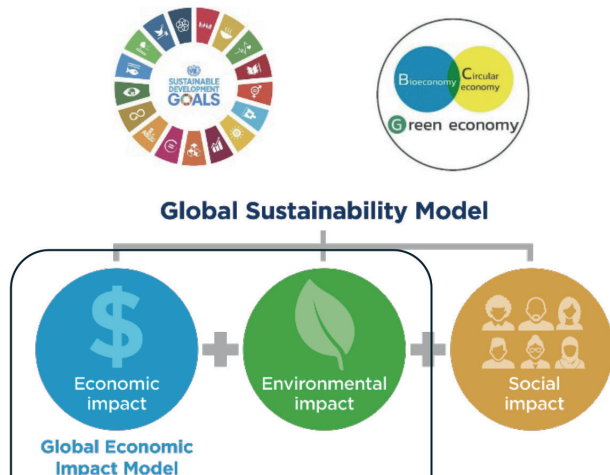 SUSTAINABLE
DEVELOPMENT
GOALS
Bioeconomy
Circular
economy
Green economy
Global Sustainability Model
$
Economic
impact
Environmental
impact
Social
impact
Global Economic
Impact Model